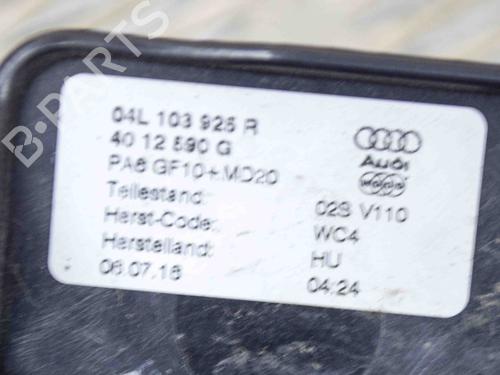 04L 103 925 R
40 12 590 G
PA6 GF10+MD20
Audi
Teilestand: 02S V110
Herst-Code: WC4
Herstelland: HU
06.07.16 04:24
B-PARTS